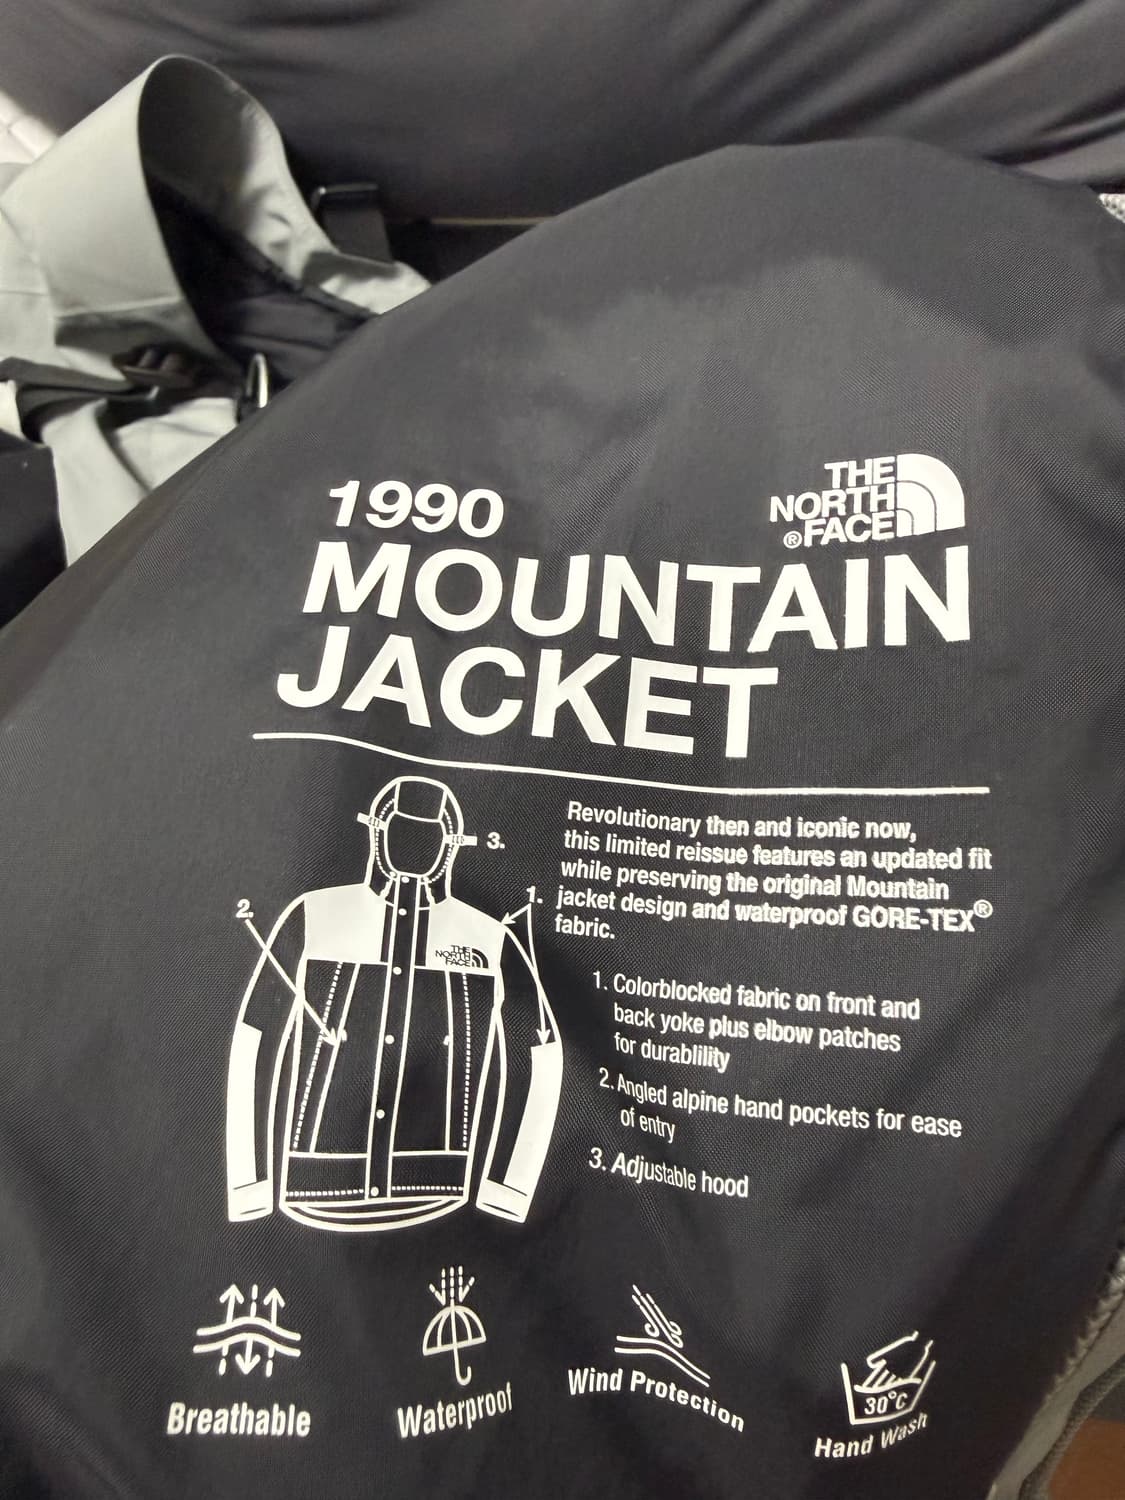 1990
THE
NORTH
®FACE
MOUNTAIN
JACKET
Revolutionary then and iconic now,
this limited reissue features an updated fit
while preserving the original Mountain
jacket design and waterproof GORE-TEX®
fabric.
3.
2.
1.
THE
NORTH
FACE
1. Colorblocked fabric on front and
back yoke plus elbow patches
for durablility
2. Angled alpine hand pockets for ease
of entry
3. Adjustable hood
Breathable
Waterproof
Wind Protection
30°C
Hand Wash